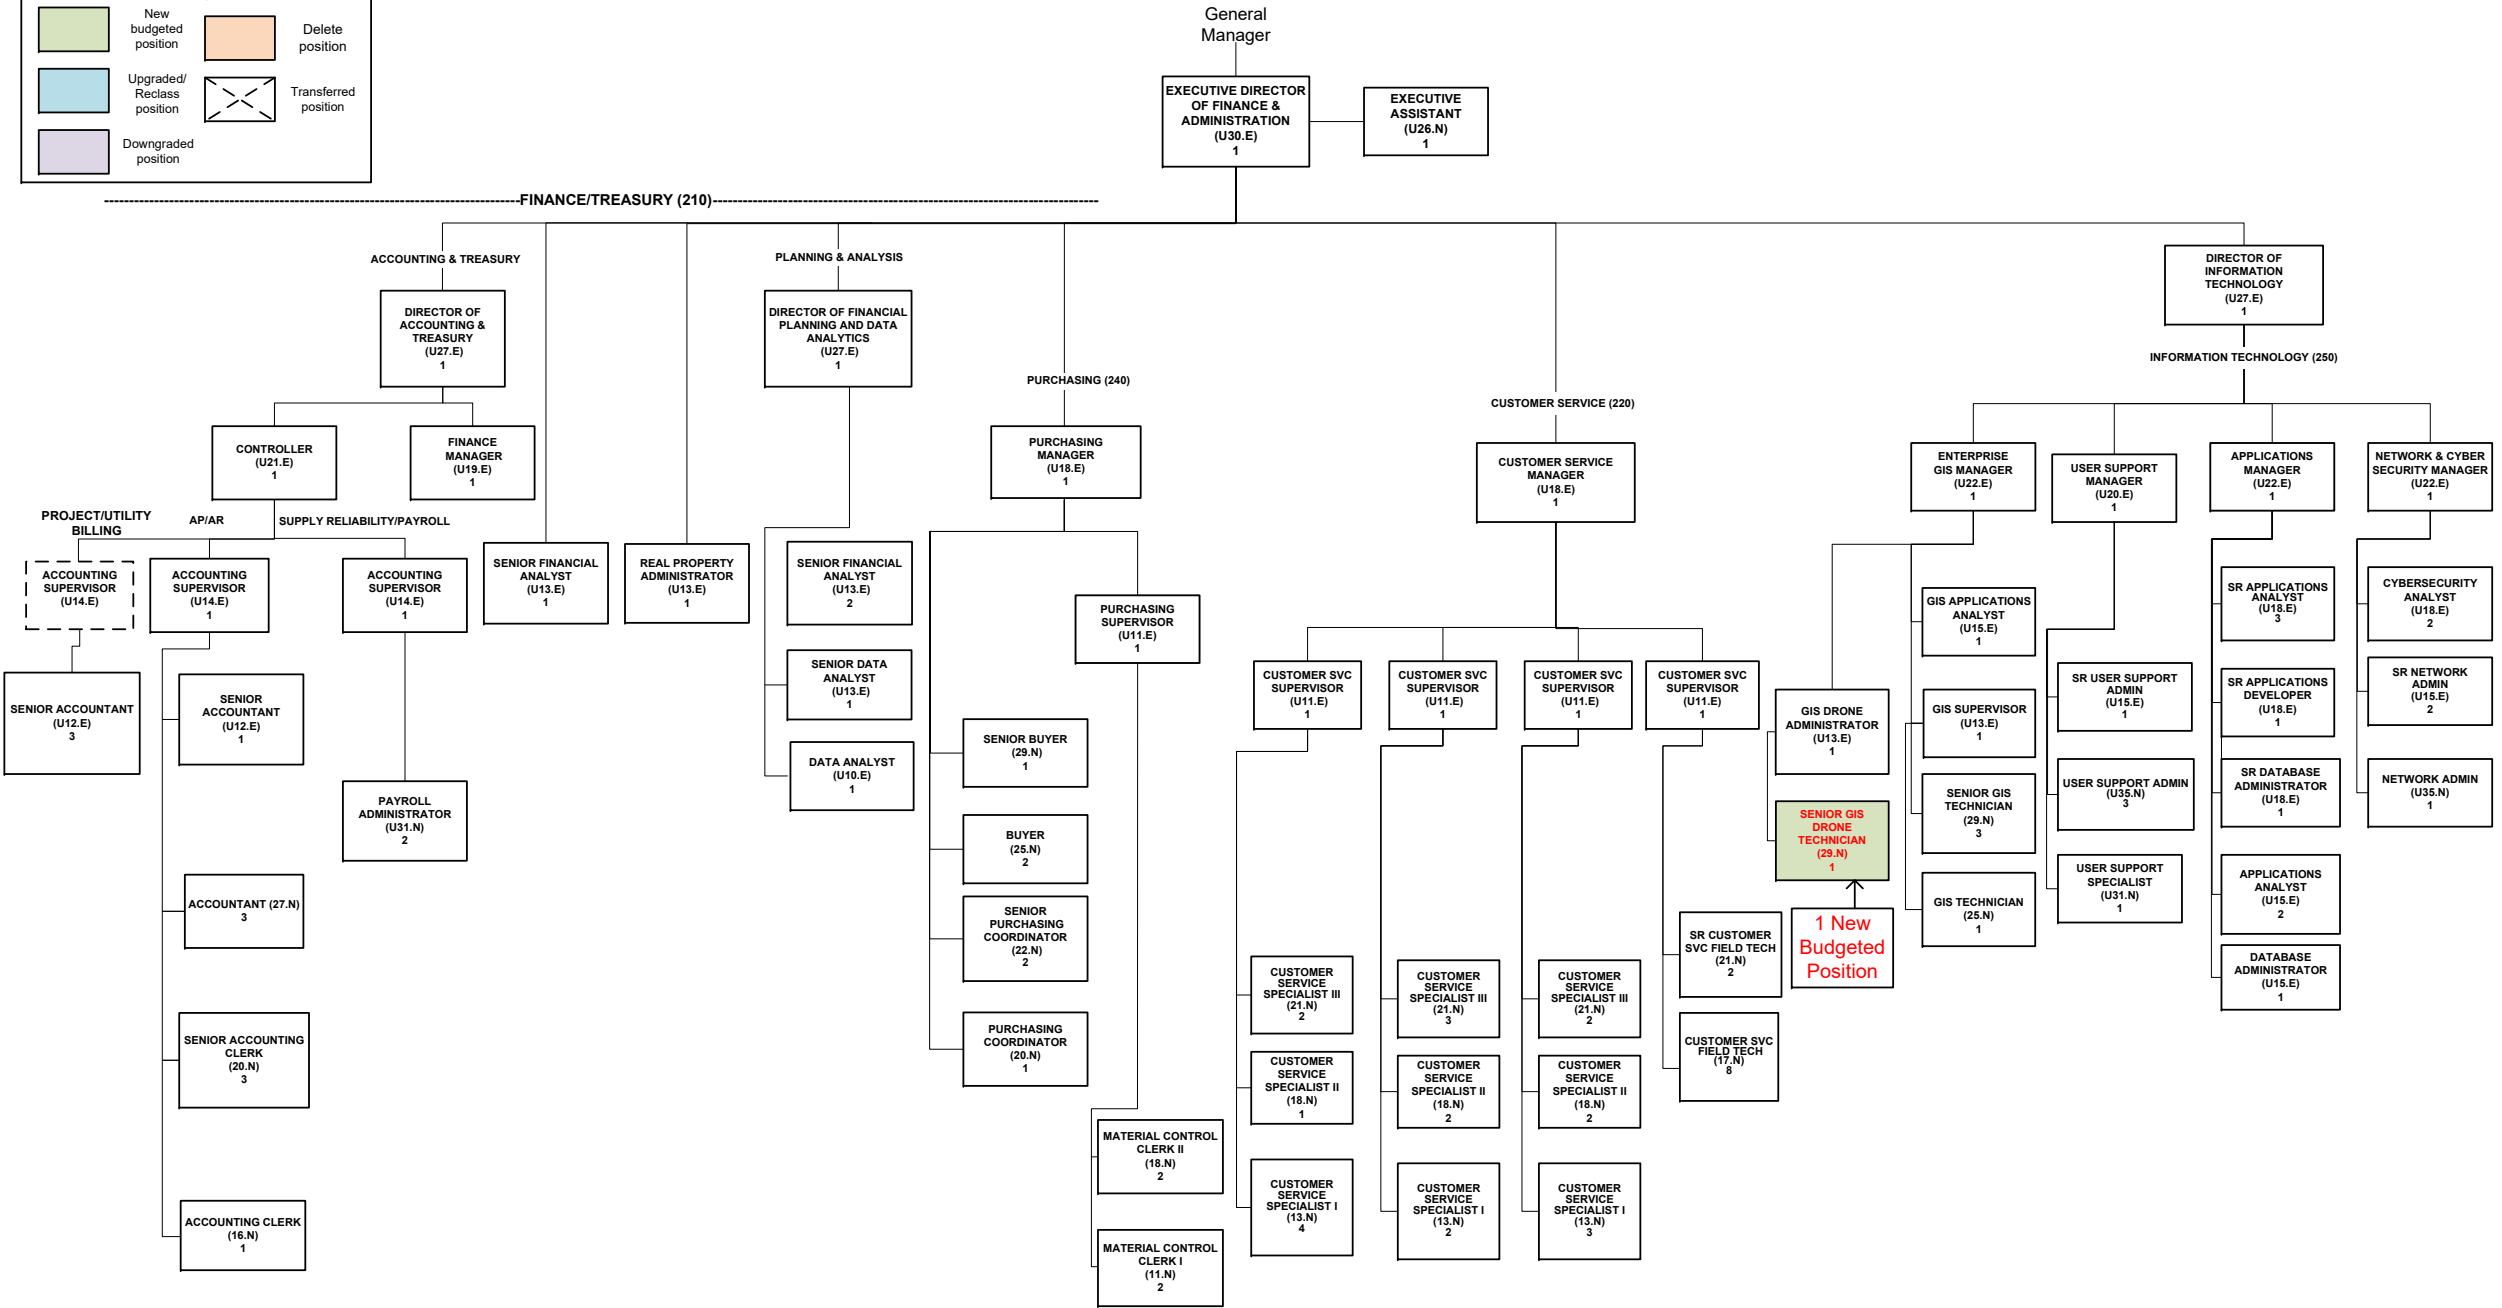 New
budgeted
position
Delete
position
Upgraded/
Reclass
position
Transferred
position
Downgraded
position
General
Manager
EXECUTIVE DIRECTOR
OF FINANCE &
ADMINISTRATION
(U30.E)
1
EXECUTIVE
ASSISTANT
(U26.N)
1
FINANCE/TREASURY (210)
ACCOUNTING & TREASURY
DIRECTOR OF
ACCOUNTING &
TREASURY
(U27.E)
1
PLANNING & ANALYSIS
DIRECTOR OF FINANCIAL
PLANNING AND DATA
ANALYTICS
(U27.E)
1
DIRECTOR OF
INFORMATION
TECHNOLOGY
(U27.E)
1
INFORMATION TECHNOLOGY (250)
PURCHASING (240)
CUSTOMER SERVICE (220)
CONTROLLER
(U21.E)
1
FINANCE
MANAGER
(U19.E)
1
PURCHASING
MANAGER
(U18.E)
1
CUSTOMER SERVICE
MANAGER
(U18.E)
1
ENTERPRISE
GIS MANAGER
(U22.E)
1
USER SUPPORT
MANAGER
(U20.E)
1
APPLICATIONS
MANAGER
(U22.E)
1
NETWORK & CYBER
SECURITY MANAGER
(U22.E)
1
PROJECT/UTILITY
BILLING
AP/AR
SUPPLY RELIABILITY/PAYROLL
ACCOUNTING
SUPERVISOR
(U14.E)
ACCOUNTING
SUPERVISOR
(U14.E)
1
ACCOUNTING
SUPERVISOR
(U14.E)
1
SENIOR FINANCIAL
ANALYST
(U13.E)
1
REAL PROPERTY
ADMINISTRATOR
(U13.E)
1
SENIOR FINANCIAL
ANALYST
(U13.E)
2
SENIOR DATA
ANALYST
(U13.E)
1
DATA ANALYST
(U10.E)
1
PURCHASING
SUPERVISOR
(U11.E)
1
SENIOR ACCOUNTANT
(U12.E)
3
SENIOR
ACCOUNTANT
(U12.E)
1
PAYROLL
ADMINISTRATOR
(U31.N)
2
ACCOUNTANT (27.N)
3
SENIOR ACCOUNTING
CLERK
(20.N)
3
ACCOUNTING CLERK
(16.N)
1
SENIOR BUYER
(29.N)
1
BUYER
(25.N)
2
SENIOR
PURCHASING
COORDINATOR
(22.N)
2
PURCHASING
COORDINATOR
(20.N)
1
MATERIAL CONTROL
CLERK II
(18.N)
2
MATERIAL CONTROL
CLERK I
(11.N)
2
CUSTOMER SVC
SUPERVISOR
(U11.E)
1
CUSTOMER SVC
SUPERVISOR
(U11.E)
1
CUSTOMER SVC
SUPERVISOR
(U11.E)
1
CUSTOMER SVC
SUPERVISOR
(U11.E)
1
CUSTOMER
SERVICE
SPECIALIST III
(21.N)
2
CUSTOMER
SERVICE
SPECIALIST II
(18.N)
1
CUSTOMER
SERVICE
SPECIALIST I
(13.N)
4
CUSTOMER
SERVICE
SPECIALIST III
(21.N)
3
CUSTOMER
SERVICE
SPECIALIST II
(18.N)
2
CUSTOMER
SERVICE
SPECIALIST I
(13.N)
2
CUSTOMER
SERVICE
SPECIALIST III
(21.N)
2
CUSTOMER
SERVICE
SPECIALIST II
(18.N)
2
CUSTOMER
SERVICE
SPECIALIST I
(13.N)
3
SR CUSTOMER
SVC FIELD TECH
(21.N)
2
CUSTOMER SVC
FIELD TECH
(17.N)
8
GIS DRONE
ADMINISTRATOR
(U13.E)
1
SENIOR GIS
DRONE
TECHNICIAN
(29.N)
1
1 New
Budgeted
Position
GIS APPLICATIONS
ANALYST
(U15.E)
1
GIS SUPERVISOR
(U13.E)
1
SENIOR GIS
TECHNICIAN
(29.N)
3
GIS TECHNICIAN
(25.N)
1
SR USER SUPPORT
ADMIN
(U15.E)
1
USER SUPPORT ADMIN
(U35.N)
3
USER SUPPORT
SPECIALIST
(U31.N)
1
SR APPLICATIONS
ANALYST
(U18.E)
3
SR APPLICATIONS
DEVELOPER
(U18.E)
1
SR DATABASE
ADMINISTRATOR
(U18.E)
1
APPLICATIONS
ANALYST
(U15.E)
2
DATABASE
ADMINISTRATOR
(U15.E)
1
CYBERSECURITY
ANALYST
(U18.E)
2
SR NETWORK
ADMIN
(U15.E)
2
NETWORK ADMIN
(U35.N)
1